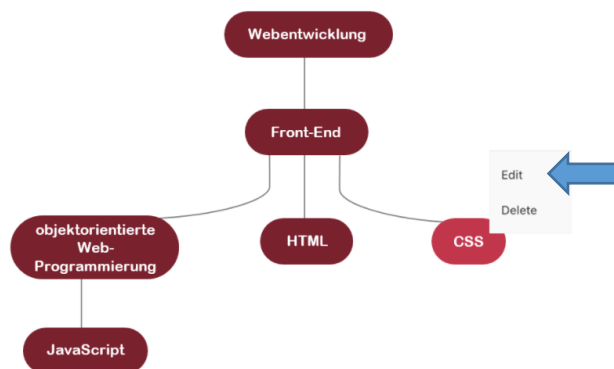 Webentwicklung
Front-End
Edit
Delete
objektorientierte
Web-
Programmierung
HTML
CSS
JavaScript